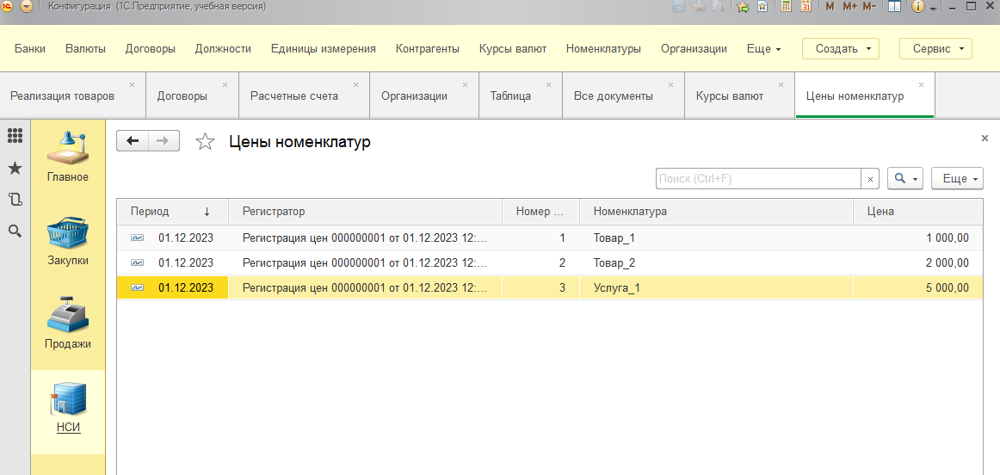 Конфигурация (1С:Предприятие, учебная версия)
M M+ M-
Банки Валюты Договоры Должности Единицы измерения Контрагенты Курсы валют Номенклатуры Организации Еще Создать Сервис
Реализация товаров Договоры Расчетные счета Организации Таблица Все документы Курсы валют Цены номенклатур
Главное
Закупки
Продажи
НСИ
Цены номенклатур
Поиск (Ctrl+F) Еще
Период Регистратор Номер ... Номенклатура Цена
01.12.2023 Регистрация цен 000000001 от 01.12.2023 12:... 1 Товар_1 1 000,00
01.12.2023 Регистрация цен 000000001 от 01.12.2023 12:... 2 Товар_2 2 000,00
01.12.2023 Регистрация цен 000000001 от 01.12.2023 12:... 3 Услуга_1 5 000,00